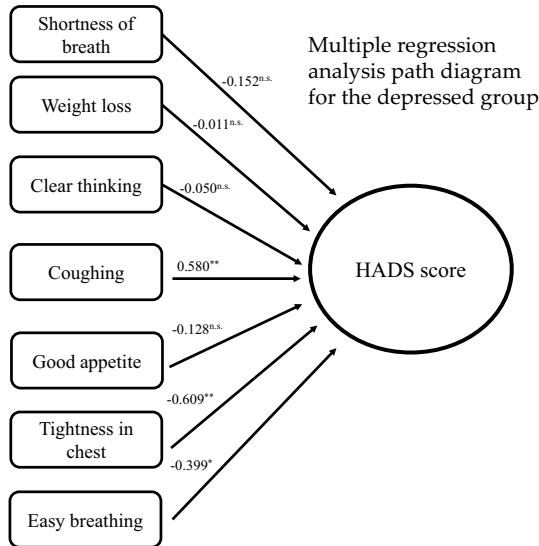 Shortness of
breath
Multiple regression
analysis path diagram
for the depressed group
-0.152n.s.
Weight loss
-0.011n.s.
Clear thinking
-0.050n.s.
Coughing
0.580**
HADS score
-0.128n.s.
Good appetite
-0.609**
Tightness in
chest
-0.399*
Easy breathing